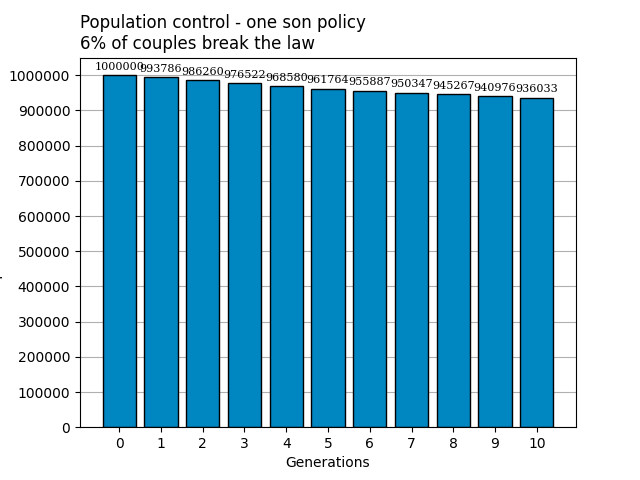 Population control - one son policy
6% of couples break the law
1000000 993786 986260 976522 968580 961764 955887 950347 945267 940976 936033
1000000
900000
800000
700000
600000
500000
400000
300000
200000
100000
0
0 1 2 3 4 5 6 7 8 9 10
Generations